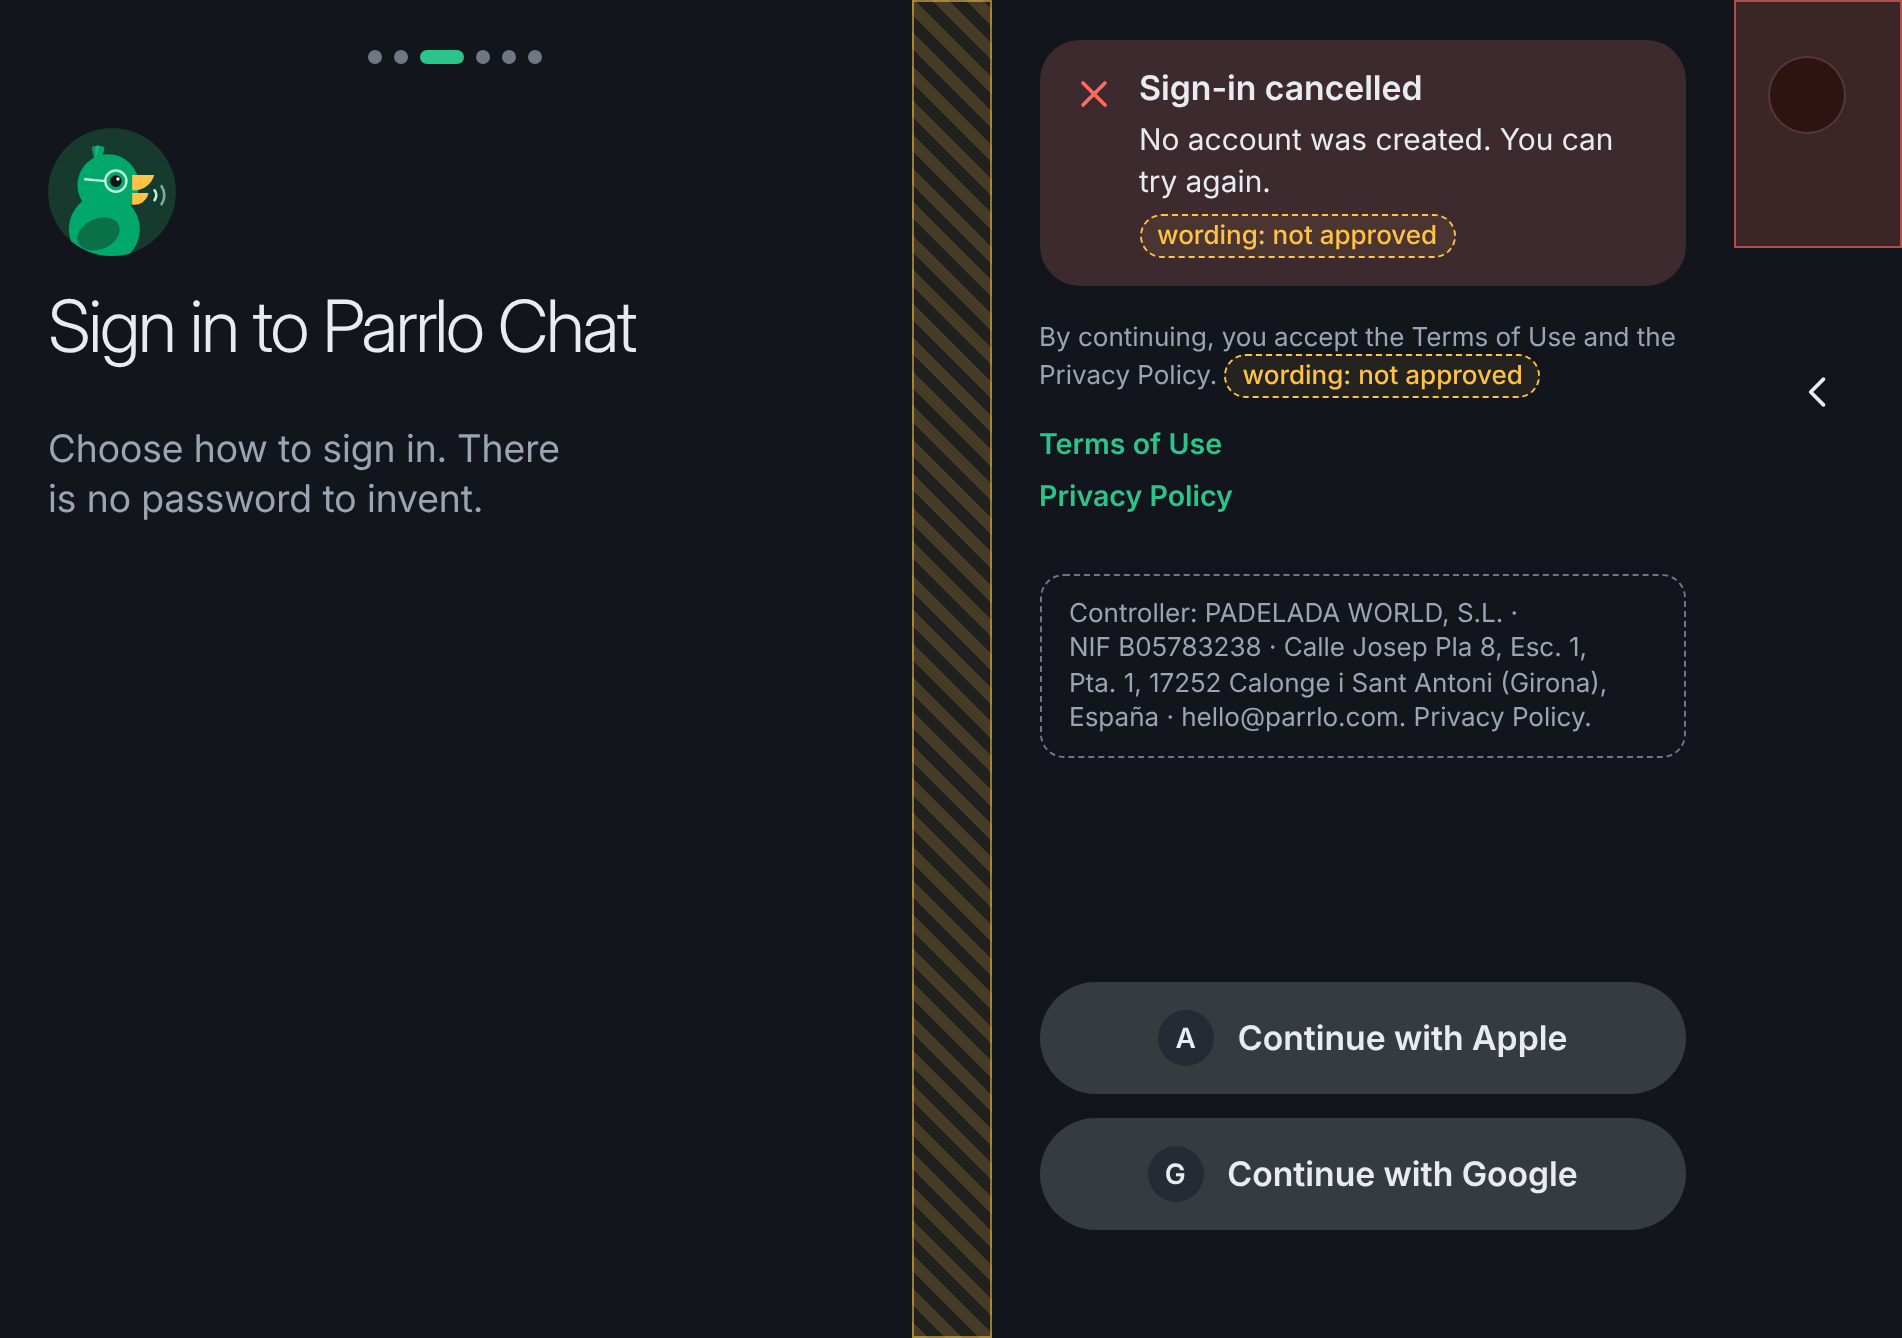 Sign in to Parrlo Chat
Choose how to sign in. There
is no password to invent.
Sign-in cancelled
No account was created. You can
try again.
wording: not approved
By continuing, you accept the Terms of Use and the
Privacy Policy. wording: not approved
Terms of Use
Privacy Policy
Controller: PADELADA WORLD, S.L. ·
NIF B05783238 · Calle Josep Pla 8, Esc. 1,
Pta. 1, 17252 Calonge i Sant Antoni (Girona),
España · hello@parrlo.com. Privacy Policy.
A Continue with Apple
G Continue with Google